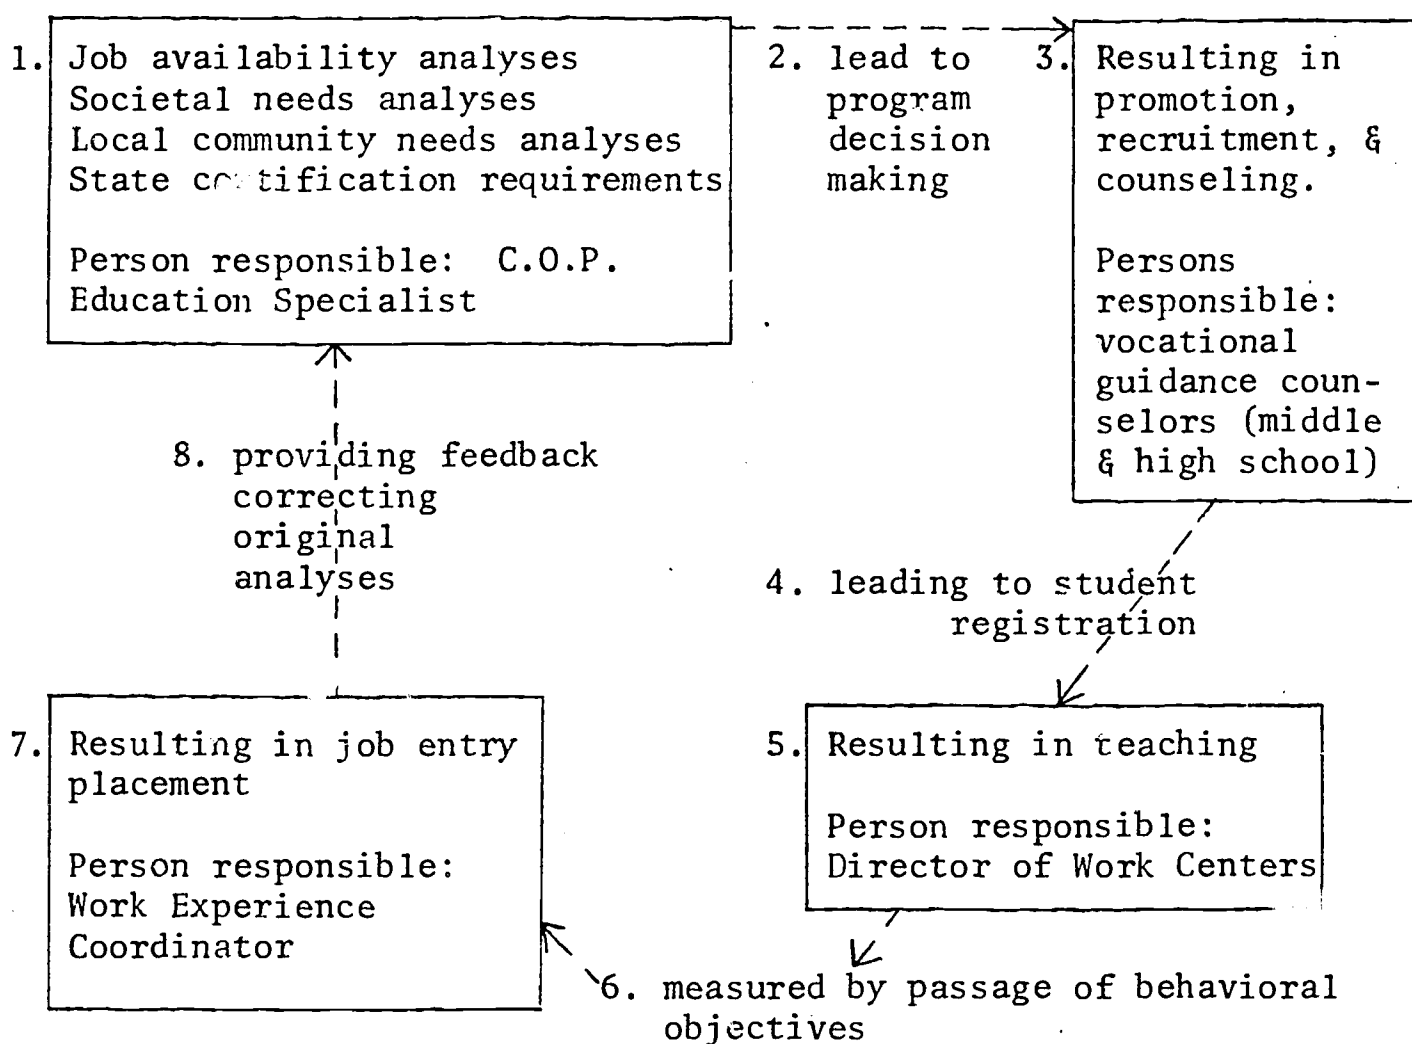 1. Job availability analyses
Societal needs analyses
Local community needs analyses
State certification requirements
Person responsible: C.O.P.
Education Specialist
2. lead to
program
decision
making
3. Resulting in
promotion,
recruitment, &
counseling.
Persons
responsible:
vocational
guidance coun-
selors (middle
& high school)
4. leading to student
registration
5. Resulting in teaching
Person responsible:
Director of Work Centers
6. measured by passage of behavioral
objectives
7. Resulting in job entry
placement
Person responsible:
Work Experience
Coordinator
8. providing feedback
correcting
original
analyses